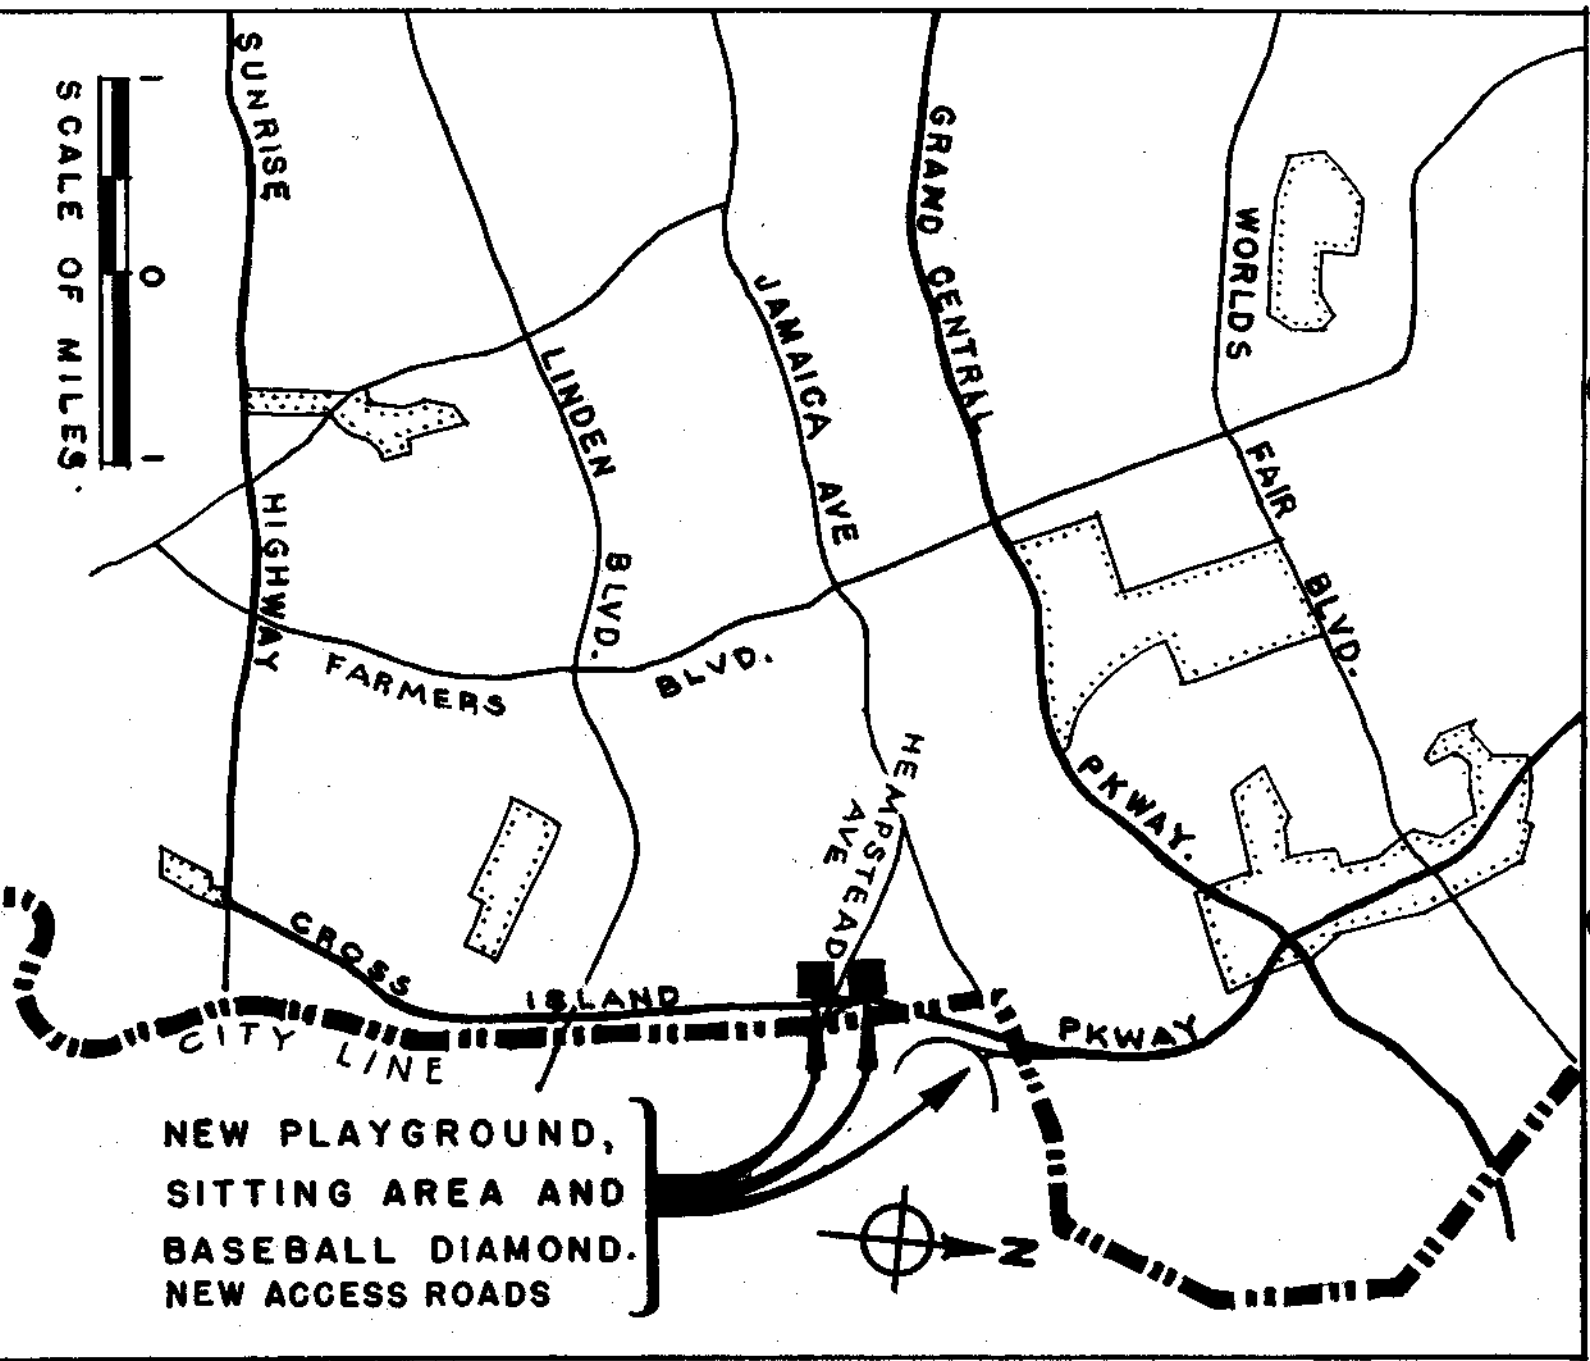 SCALE OF MILES.
1
0
1
SUNRISE
HIGHWAY
LINDEN
BLVD.
JAMAICA
AVE
GRAND CENTRAL
PKWAY.
WORLDS
FAIR
BLVD.
FARMERS
BLVD.
HEMPSTEAD
AVE
CROSS
ISLAND
PKWAY
CITY LINE
NEW PLAYGROUND,
SITTING AREA AND
BASEBALL DIAMOND.
NEW ACCESS ROADS
N